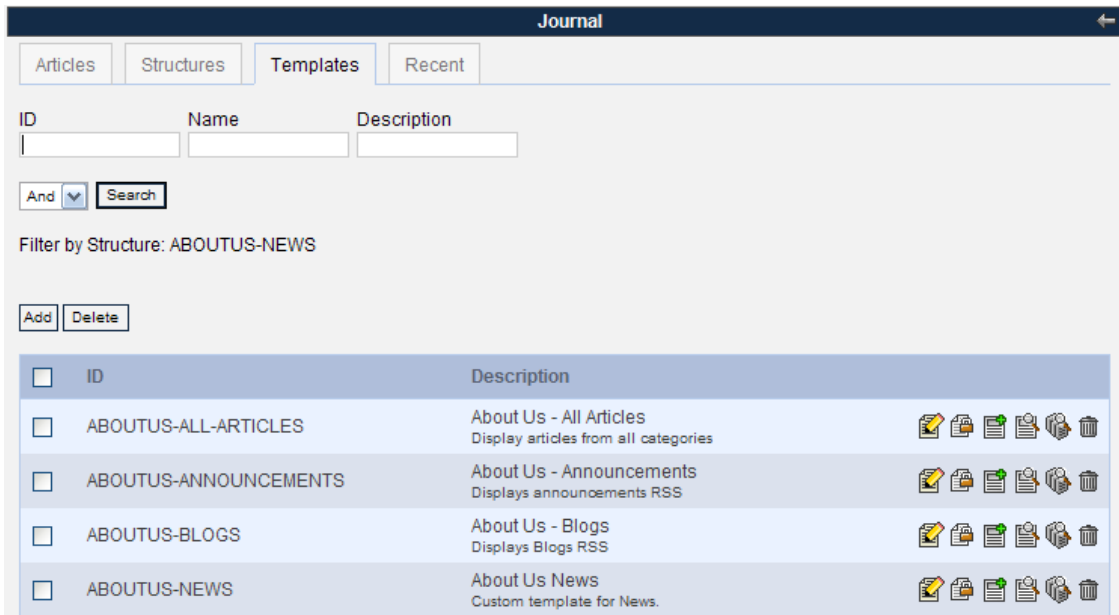 Journal
Articles Structures Templates Recent
ID Name Description
And Search
Filter by Structure: ABOUTUS-NEWS
Add Delete
ID Description
ABOUTUS-ALL-ARTICLES About Us - All Articles
Display articles from all categories
ABOUTUS-ANNOUNCEMENTS About Us - Announcements
Displays announcements RSS
ABOUTUS-BLOGS About Us - Blogs
Displays Blogs RSS
ABOUTUS-NEWS About Us News
Custom template for News.